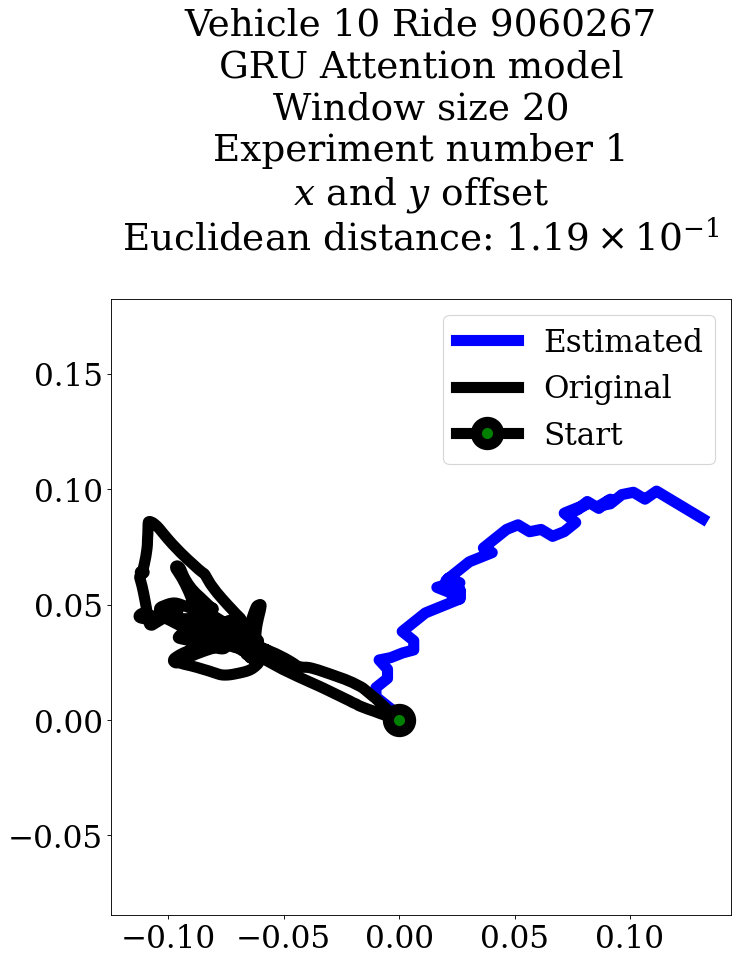 Vehicle 10 Ride 9060267
GRU Attention model
Window size 20
Experiment number 1
x and y offset
Euclidean distance: 1.19 × 10⁻¹
Estimated
Original
Start
0.15
0.10
0.05
0.00
−0.05
−0.10 −0.05 0.00 0.05 0.10